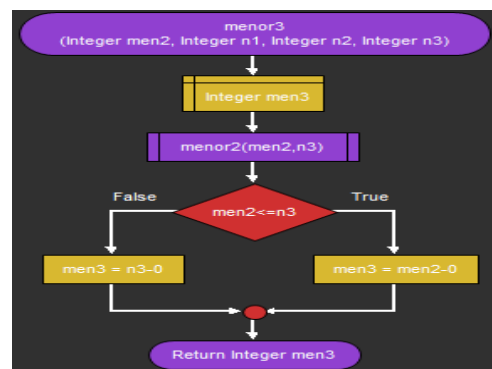 menor3
(Integer men2, Integer n1, Integer n2, Integer n3)
Integer men3
menor2(men2,n3)
False
True
men2<=n3
men3 = n3-0
men3 = men2-0
Return Integer men3